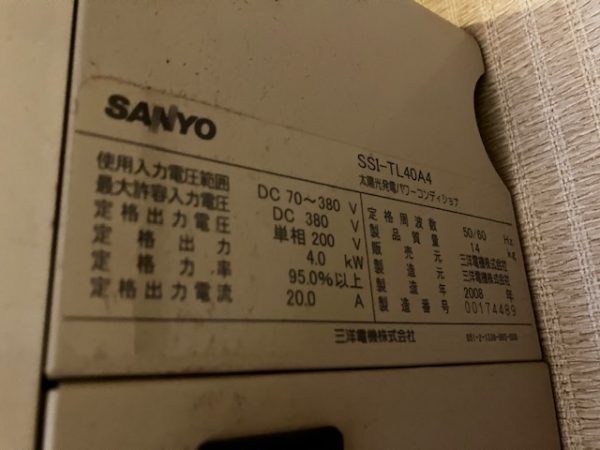 SANYO
SSI-TL40A4
太陽光発電パワーコンディショナ
使用入力電圧範囲 DC 70〜380 V
最大許容入力電圧 DC 380 V
定格出力電圧 単相 200 V
定格出力 4.0 kW
定格力率 95.0%以上
定格出力電流 20.0 A
定格周波数 50/60 Hz
製品質量 14 kg
販売元 三洋電機株式会社
製造元 三洋電機株式会社
製造年 2008 年
製造番号 00174489
三洋電機株式会社